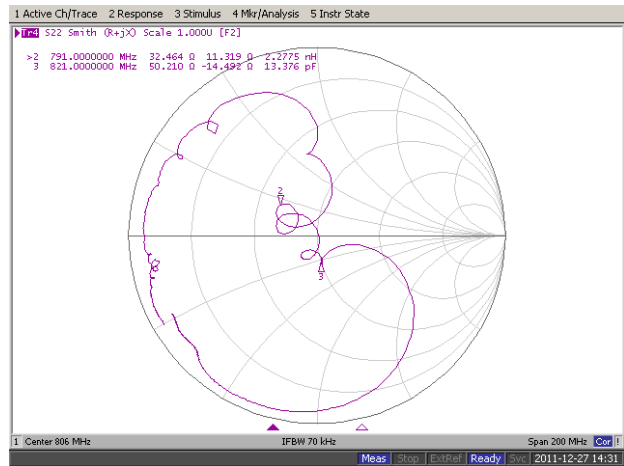 1 Active Ch/Trace 2 Response 3 Stimulus 4 Mkr/Analysis 5 Instr State
Tr4 S22 Smith (R+jX) Scale 1.000U [F2]
>2 791.0000000 MHz 32.464 Ω 11.319 Ω 2.2775 nH
3 821.0000000 MHz 50.210 Ω -14.492 Ω 13.376 pF
2
3
1 Center 806 MHz IFBW 70 kHz Span 200 MHz Cor !
Meas Stop ExtRef Ready Svc 2011-12-27 14:31